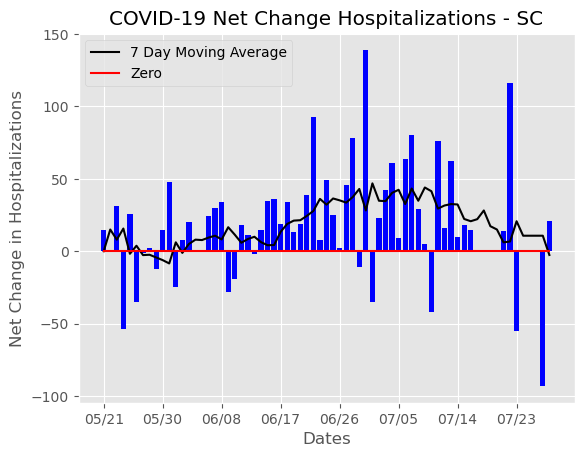 COVID-19 Net Change Hospitalizations - SC
7 Day Moving Average
Zero
Net Change in Hospitalizations
150
100
50
0
−50
−100
05/21 05/30 06/08 06/17 06/26 07/05 07/14 07/23
Dates